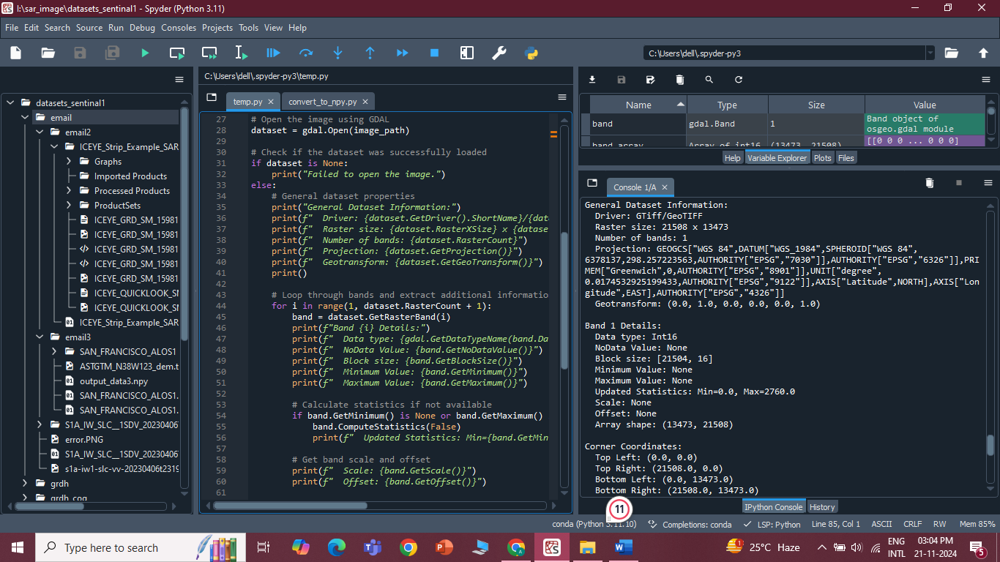 I:\sar_image\datasets_sentinal1 - Spyder (Python 3.11)
File Edit Search Source Run Debug Consoles Projects Tools View Help
C:\Users\dell\.spyder-py3
datasets_sentinal1
email
email2
ICEYE_Strip_Example_SAR
Graphs
Imported Products
Processed Products
ProductSets
ICEYE_GRD_SM_15981
ICEYE_GRD_SM_15981
ICEYE_GRD_SM_15981
ICEYE_GRD_SM_15981
ICEYE_GRD_SM_15981
ICEYE_QUICKLOOK_SM
ICEYE_QUICKLOOK_SM
ICEYE_Strip_Example_SAR
email3
SAN_FRANCISCO_ALOS1
ASTGTM_N38W123_dem.t
output_data3.npy
SAN_FRANCISCO_ALOS1.
SAN_FRANCISCO_ALOS1.
S1A_IW_SLC__1SDV_20230406
error.PNG
S1A_IW_SLC__1SDV_20230406
s1a-iw1-slc-vv-20230406t2319
grdh
grdh_cog
C:\Users\dell\.spyder-py3\temp.py
temp.py convert_to_npy.py
27 # Open the image using GDAL
28 dataset = gdal.Open(image_path)
29
30 # Check if the dataset was successfully loaded
31 if dataset is None:
32 print("Failed to open the image.")
33 else:
34 # General dataset properties
35 print("General Dataset Information:")
36 print(f"  Driver: {dataset.GetDriver().ShortName}/{dat
37 print(f"  Raster size: {dataset.RasterXSize} x {datase
38 print(f"  Number of bands: {dataset.RasterCount}")
39 print(f"  Projection: {dataset.GetProjection()}")
40 print(f"  Geotransform: {dataset.GetGeoTransform()}")
41 print()
42
43 # Loop through bands and extract additional informatio
44 for i in range(1, dataset.RasterCount + 1):
45 band = dataset.GetRasterBand(i)
46 print(f"Band {i} Details:")
47 print(f"  Data type: {gdal.GetDataTypeName(band.Da
48 print(f"  NoData Value: {band.GetNoDataValue()}")
49 print(f"  Block size: {band.GetBlockSize()}")
50 print(f"  Minimum Value: {band.GetMinimum()}")
51 print(f"  Maximum Value: {band.GetMaximum()}")
52
53 # Calculate statistics if not available
54 if band.GetMinimum() is None or band.GetMaximum()
55 band.ComputeStatistics(False)
56 print(f"  Updated Statistics: Min={band.GetMin
57
58 # Get band scale and offset
59 print(f"  Scale: {band.GetScale()}")
60 print(f"  Offset: {band.GetOffset()}")
61
Name Type Size Value
band gdal.Band 1 Band object of
osgeo.gdal module
band_array Array of int16 (13473, 21508) [[0 0 0 ... 0 0 0]
Help Variable Explorer Plots Files
Console 1/A
General Dataset Information:
Driver: GTiff/GeoTIFF
Raster size: 21508 x 13473
Number of bands: 1
Projection: GEOGCS["WGS 84",DATUM["WGS_1984",SPHEROID["WGS 84",
6378137,298.257223563,AUTHORITY["EPSG","7030"]],AUTHORITY["EPSG","6326"]],PRI
MEM["Greenwich",0,AUTHORITY["EPSG","8901"]],UNIT["degree",
0.0174532925199433,AUTHORITY["EPSG","9122"]],AXIS["Latitude",NORTH],AXIS["Lon
gitude",EAST],AUTHORITY["EPSG","4326"]]
Geotransform: (0.0, 1.0, 0.0, 0.0, 0.0, 1.0)
Band 1 Details:
Data type: Int16
NoData Value: None
Block size: [21504, 16]
Minimum Value: None
Maximum Value: None
Updated Statistics: Min=0.0, Max=2760.0
Scale: None
Offset: None
Array shape: (13473, 21508)
Corner Coordinates:
Top Left: (0.0, 0.0)
Top Right: (21508.0, 0.0)
Bottom Left: (0.0, 13473.0)
Bottom Right: (21508.0, 13473.0)
IPython Console History
11
conda (Python 3.11.10) Completions: conda LSP: Python Line 85, Col 1 ASCII CRLF RW Mem 85%
Type here to search
25°C Haze
ENG
INTL
03:04 PM
21-11-2024
5